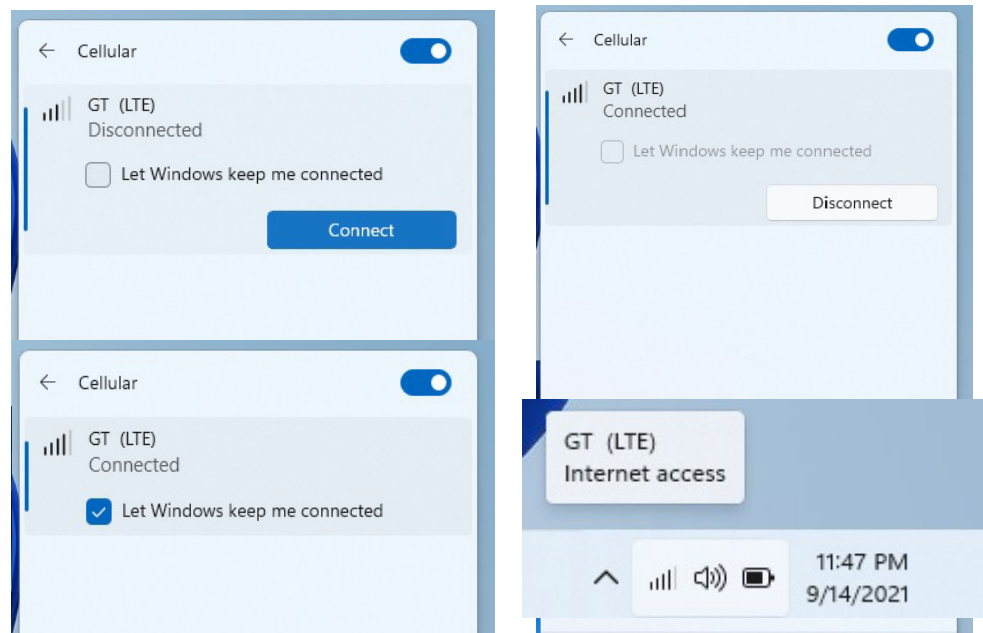 Cellular
GT (LTE)
Disconnected
Let Windows keep me connected
Connect
Cellular
GT (LTE)
Connected
Let Windows keep me connected
Cellular
GT (LTE)
Connected
Let Windows keep me connected
Disconnect
GT (LTE)
Internet access
11:47 PM
9/14/2021